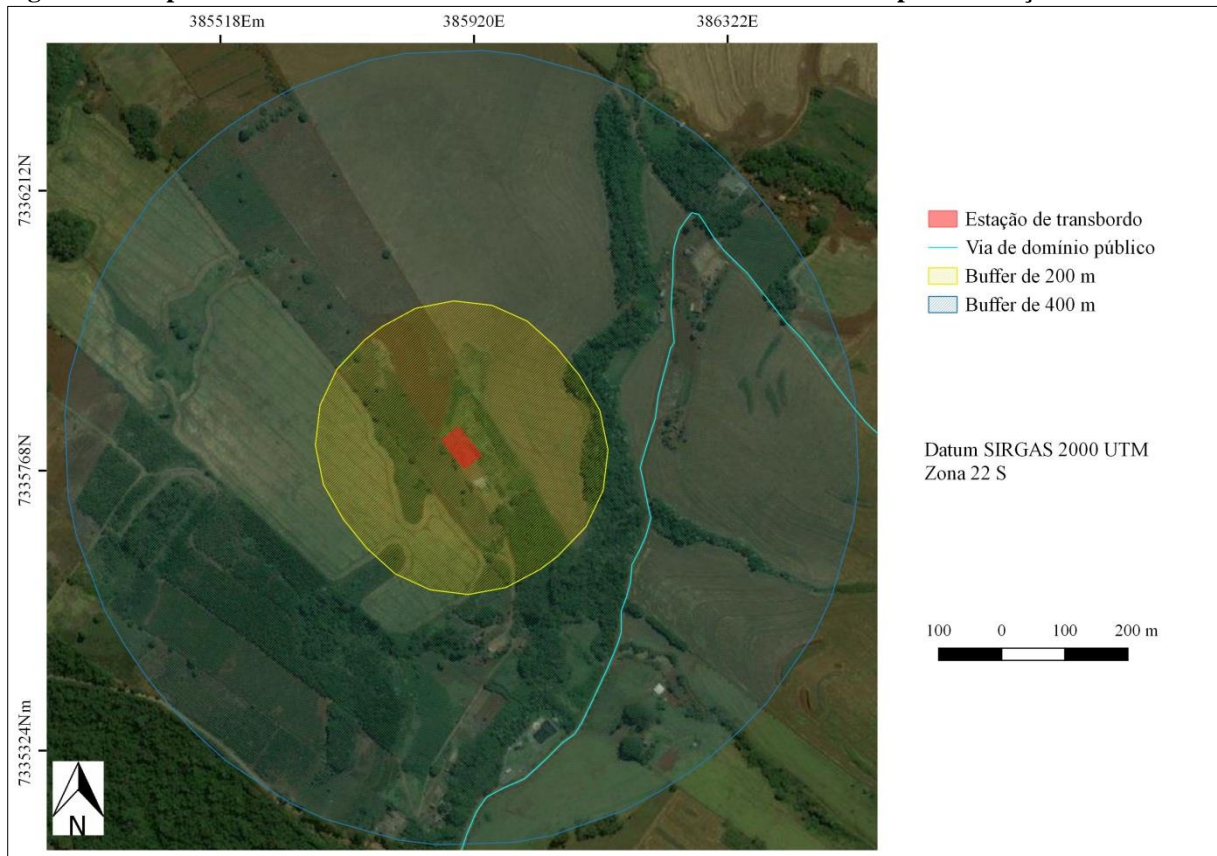 385518Em 385920E 386322E
7336212N
7335768N
7335324Nm
N
Estação de transbordo
Via de domínio público
Buffer de 200 m
Buffer de 400 m
Datum SIRGAS 2000 UTM
Zona 22 S
100 0 100 200 m